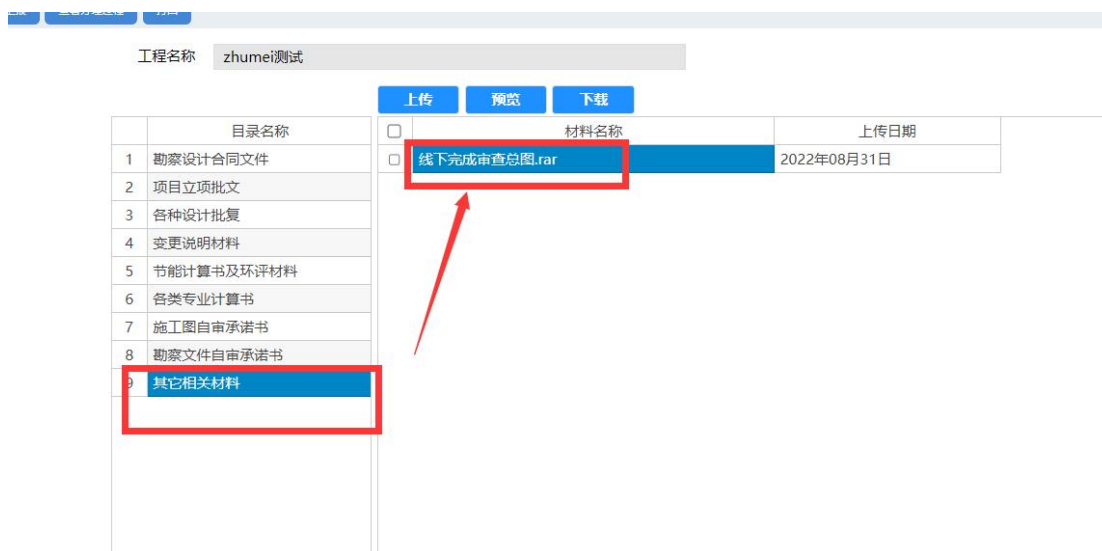 工程名称 zhumei测试
上传 预览 下载
目录名称 材料名称 上传日期
1 勘察设计合同文件 线下完成审查总图.rar 2022年08月31日
2 项目立项批文
3 各种设计批复
4 变更说明材料
5 节能计算书及环评材料
6 各类专业计算书
7 施工图自审承诺书
8 勘察文件自审承诺书
9 其它相关材料